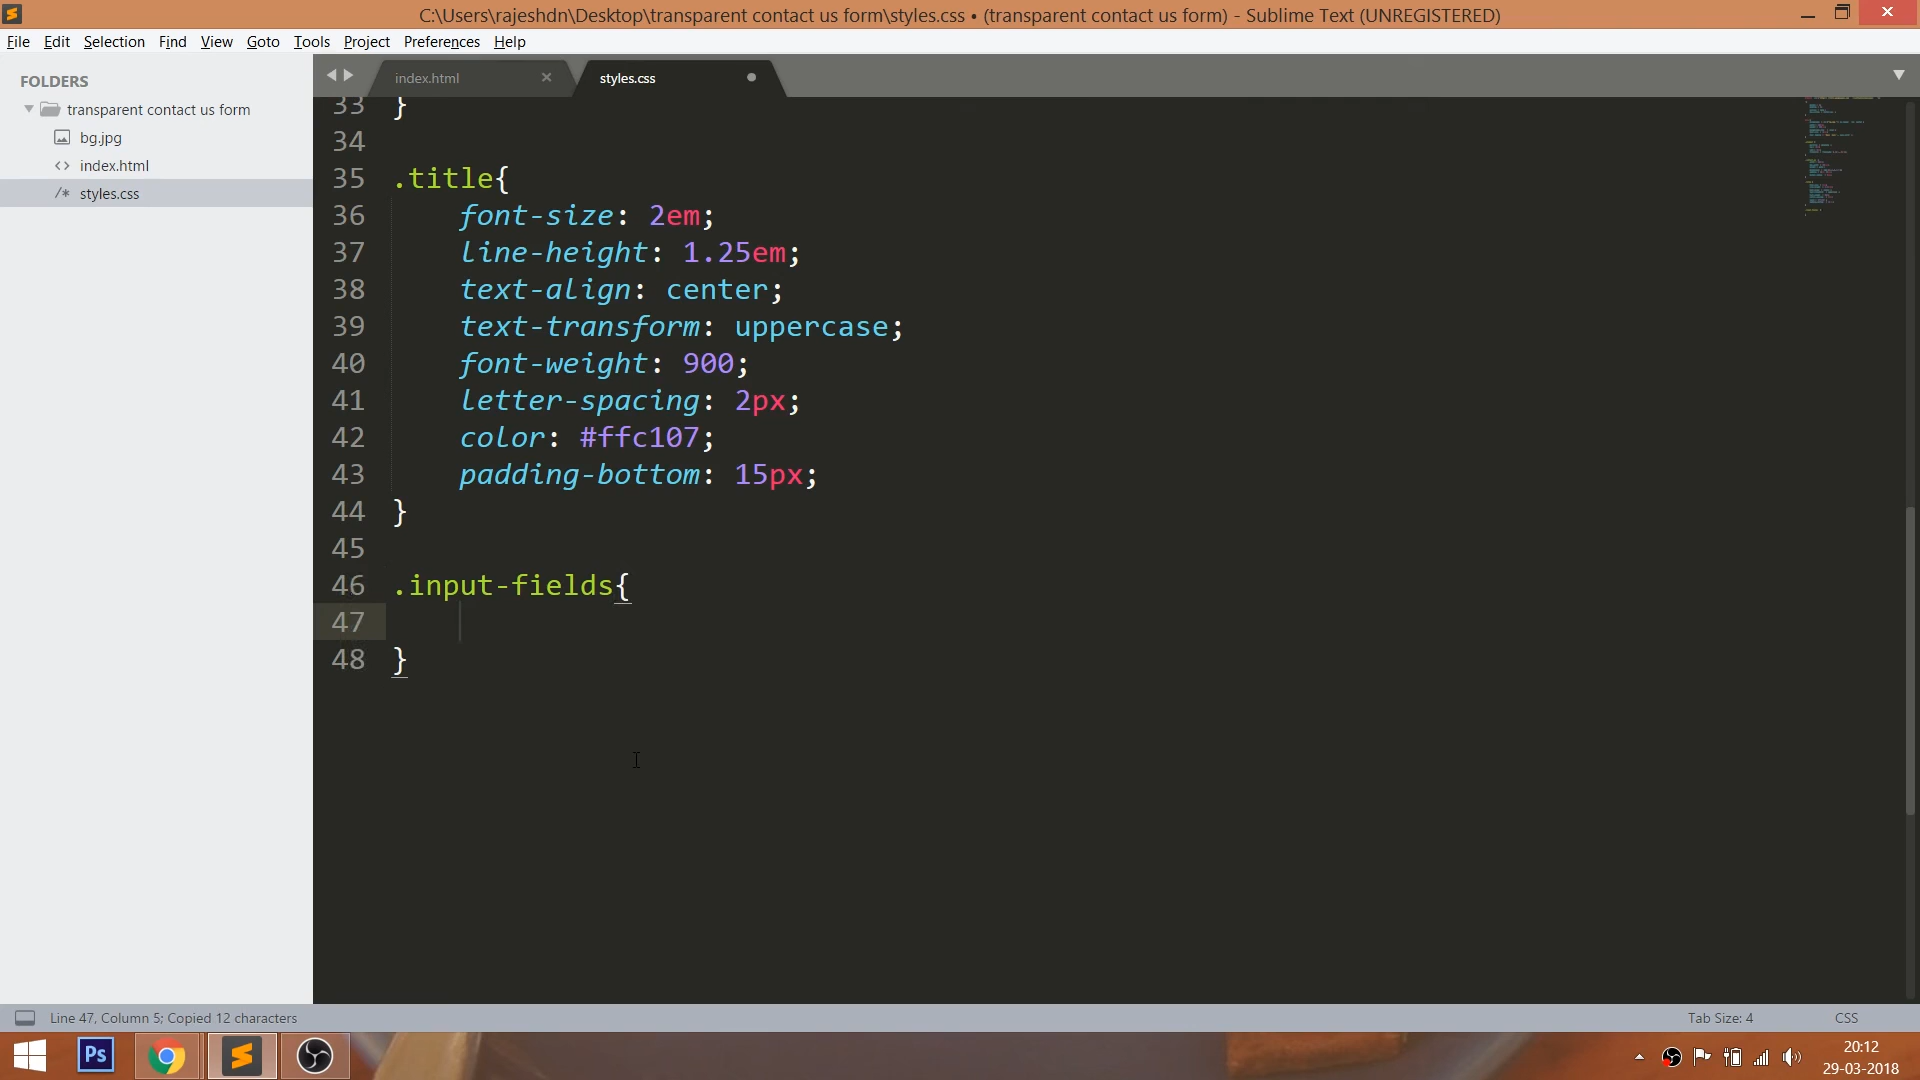 C:\Users\rajeshdn\Desktop\transparent contact us form\styles.css • (transparent contact us form) - Sublime Text (UNREGISTERED)
File Edit Selection Find View Goto Tools Project Preferences Help
FOLDERS
transparent contact us form
bg.jpg
<> index.html
/* styles.css
index.html ×
styles.css
33 }
34
35 .title{
36 font-size: 2em;
37 line-height: 1.25em;
38 text-align: center;
39 text-transform: uppercase;
40 font-weight: 900;
41 letter-spacing: 2px;
42 color: #ffc107;
43 padding-bottom: 15px;
44 }
45
46 .input-fields{
47
48 }
Line 47, Column 5; Copied 12 characters
Tab Size: 4
CSS
Ps
20:12
29-03-2018